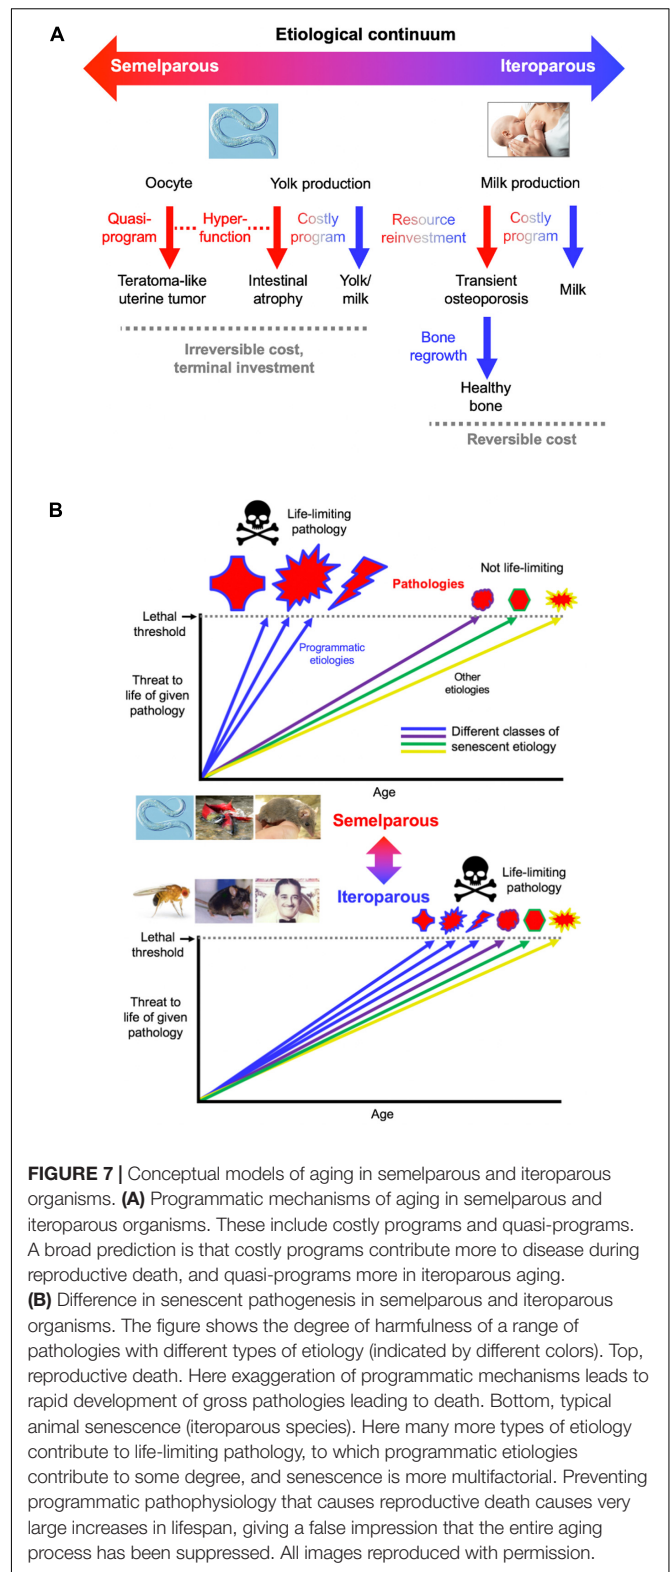 A
Etiological continuum
Semelparous
Iteroparous
Oocyte
Yolk production
Milk production
Quasi-
program
Hyper-
function
Costly
program
Resource
reinvestment
Costly
program
Teratoma-like
uterine tumor
Intestinal
atrophy
Yolk/
milk
Transient
osteoporosis
Milk
Irreversible cost,
terminal investment
Bone
regrowth
Healthy
bone
Reversible cost
B
Life-limiting
pathology
Not life-limiting
Pathologies
Lethal
threshold
Programmatic
etiologies
Threat to
life of given
pathology
Other
etiologies
Different classes of
senescent etiology
Age
Semelparous
Iteroparous
Life-limiting
pathology
Lethal
threshold
Threat to
life of given
pathology
Age
FIGURE 7 | Conceptual models of aging in semelparous and iteroparous
organisms. (A) Programmatic mechanisms of aging in semelparous and
iteroparous organisms. These include costly programs and quasi-programs.
A broad prediction is that costly programs contribute more to disease during
reproductive death, and quasi-programs more in iteroparous aging.
(B) Difference in senescent pathogenesis in semelparous and iteroparous
organisms. The figure shows the degree of harmfulness of a range of
pathologies with different types of etiology (indicated by different colors). Top,
reproductive death. Here exaggeration of programmatic mechanisms leads to
rapid development of gross pathologies leading to death. Bottom, typical
animal senescence (iteroparous species). Here many more types of etiology
contribute to life-limiting pathology, to which programmatic etiologies
contribute to some degree, and senescence is more multifactorial. Preventing
programmatic pathophysiology that causes reproductive death causes very
large increases in lifespan, giving a false impression that the entire aging
process has been suppressed. All images reproduced with permission.